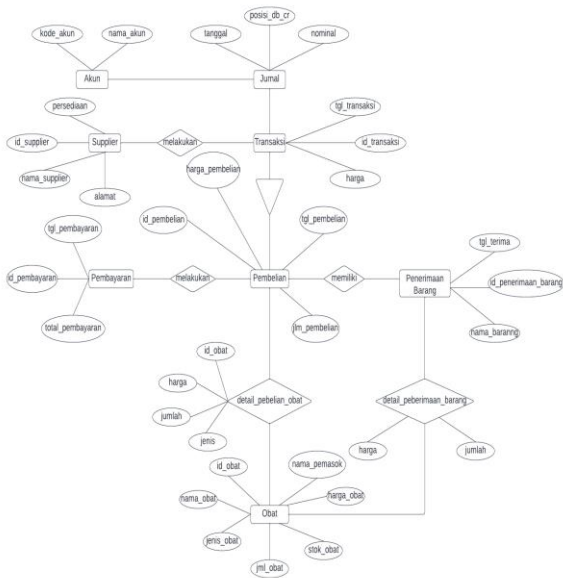 posisi_db_cr
kode_akun
nama_akun
tanggal
nominal
Akun
Jurnal
persediaan
tgl_transaksi
id_supplier
Supplier
melakukan
Transaksi
id_transaksi
harga_pembelian
nama_supplier
harga
alamat
id_pembelian
tgl_pembelian
tgl_pembayaran
tgl_terima
id_pembayaran
Pembayaran
melakukan
Pembelian
memiliki
Penerimaan
Barang
id_penerimaan_barang
total_pembayaran
jlm_pembelian
nama_baranng
id_obat
harga
detail_pebelian_obat
detail_peberimaan_barang
jumlah
jenis
harga
jumlah
id_obat
nama_pemasok
nama_obat
harga_obat
Obat
jenis_obat
stok_obat
jml_obat